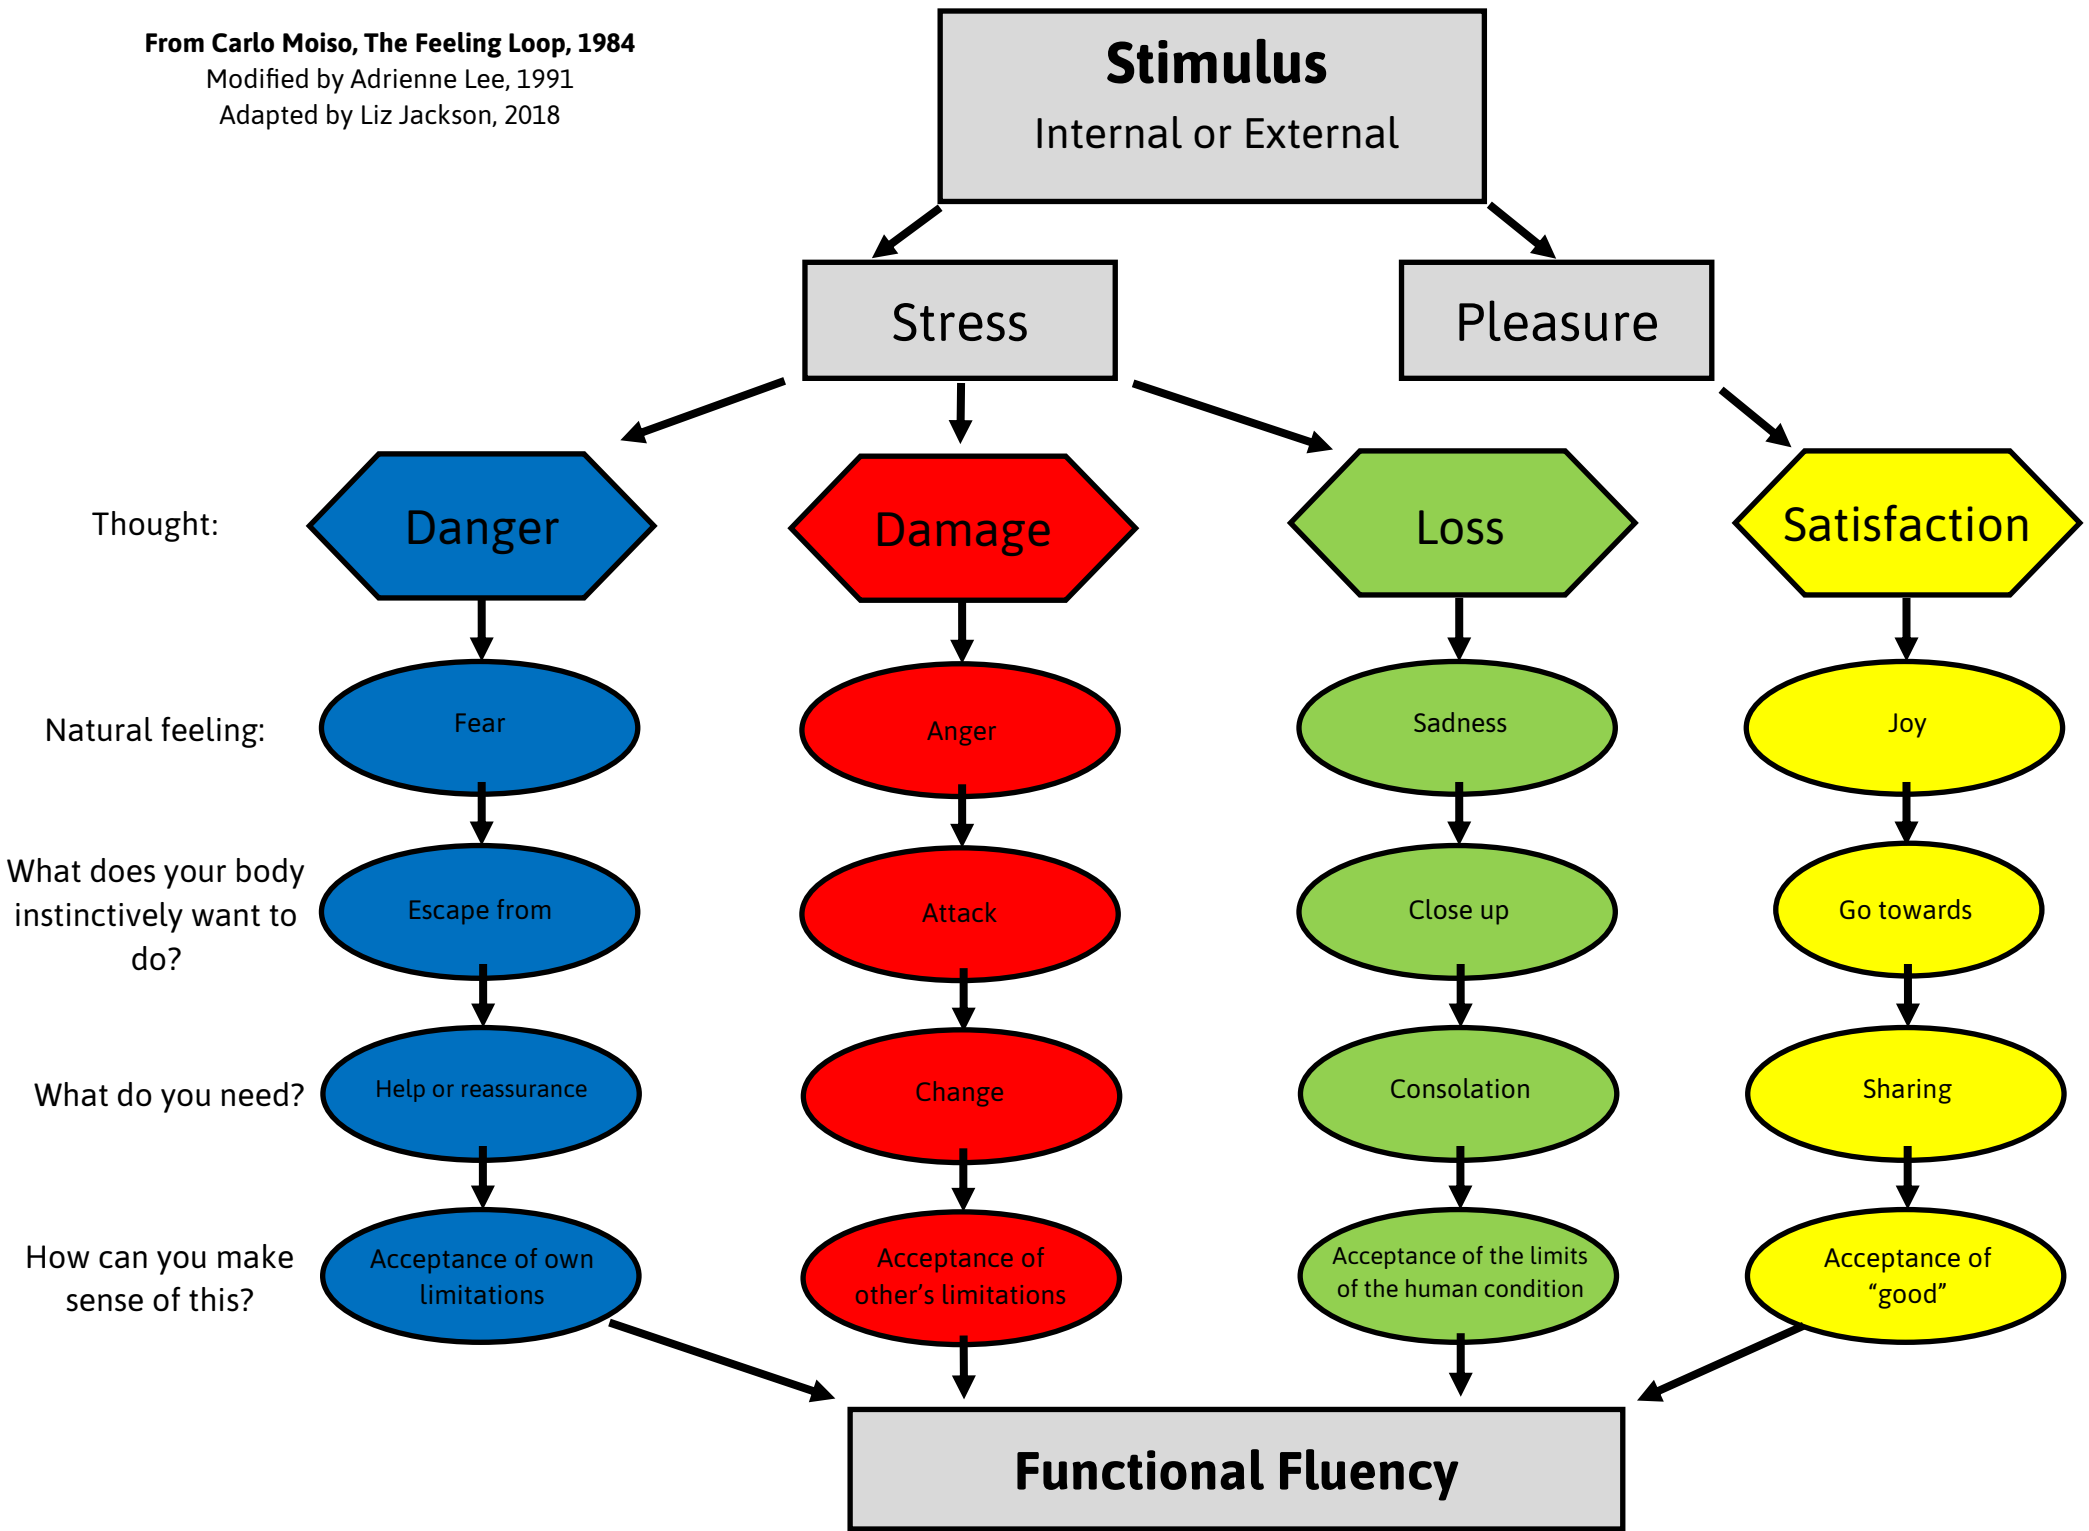 From Carlo Moiso, The Feeling Loop, 1984
Modified by Adrienne Lee, 1991
Adapted by Liz Jackson, 2018
Stimulus
Internal or External
Stress
Pleasure
Thought:
Danger
Damage
Loss
Satisfaction
Natural feeling:
Fear
Anger
Sadness
Joy
What does your body
instinctively want to
do?
Escape from
Attack
Close up
Go towards
What do you need?
Help or reassurance
Change
Consolation
Sharing
How can you make
sense of this?
Acceptance of own
limitations
Acceptance of
other’s limitations
Acceptance of the limits
of the human condition
Acceptance of
“good”
Functional Fluency